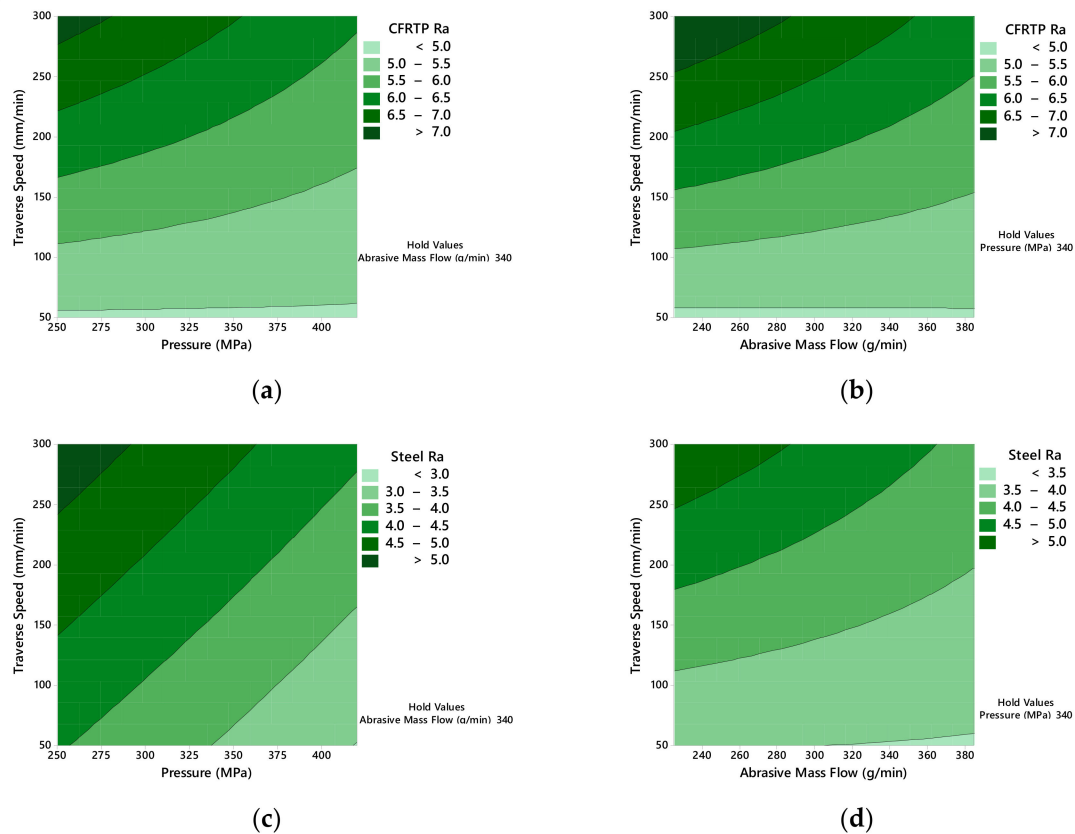 CFRTP Ra
< 5.0
5.0 – 5.5
5.5 – 6.0
6.0 – 6.5
6.5 – 7.0
> 7.0
Traverse Speed (mm/min)
300
250
200
150
100
50
250 275 300 325 350 375 400
Pressure (MPa)
Hold Values
Abrasive Mass Flow (g/min) 340
(a)
CFRTP Ra
< 5.0
5.0 – 5.5
5.5 – 6.0
6.0 – 6.5
6.5 – 7.0
> 7.0
Traverse Speed (mm/min)
300
250
200
150
100
50
240 260 280 300 320 340 360 380
Abrasive Mass Flow (g/min)
Hold Values
Pressure (MPa) 340
(b)
Steel Ra
< 3.0
3.0 – 3.5
3.5 – 4.0
4.0 – 4.5
4.5 – 5.0
> 5.0
Traverse Speed (mm/min)
300
250
200
150
100
50
250 275 300 325 350 375 400
Pressure (MPa)
Hold Values
Abrasive Mass Flow (g/min) 340
(c)
Steel Ra
< 3.5
3.5 – 4.0
4.0 – 4.5
4.5 – 5.0
> 5.0
Traverse Speed (mm/min)
300
250
200
150
100
50
240 260 280 300 320 340 360 380
Abrasive Mass Flow (g/min)
Hold Values
Pressure (MPa) 340
(d)